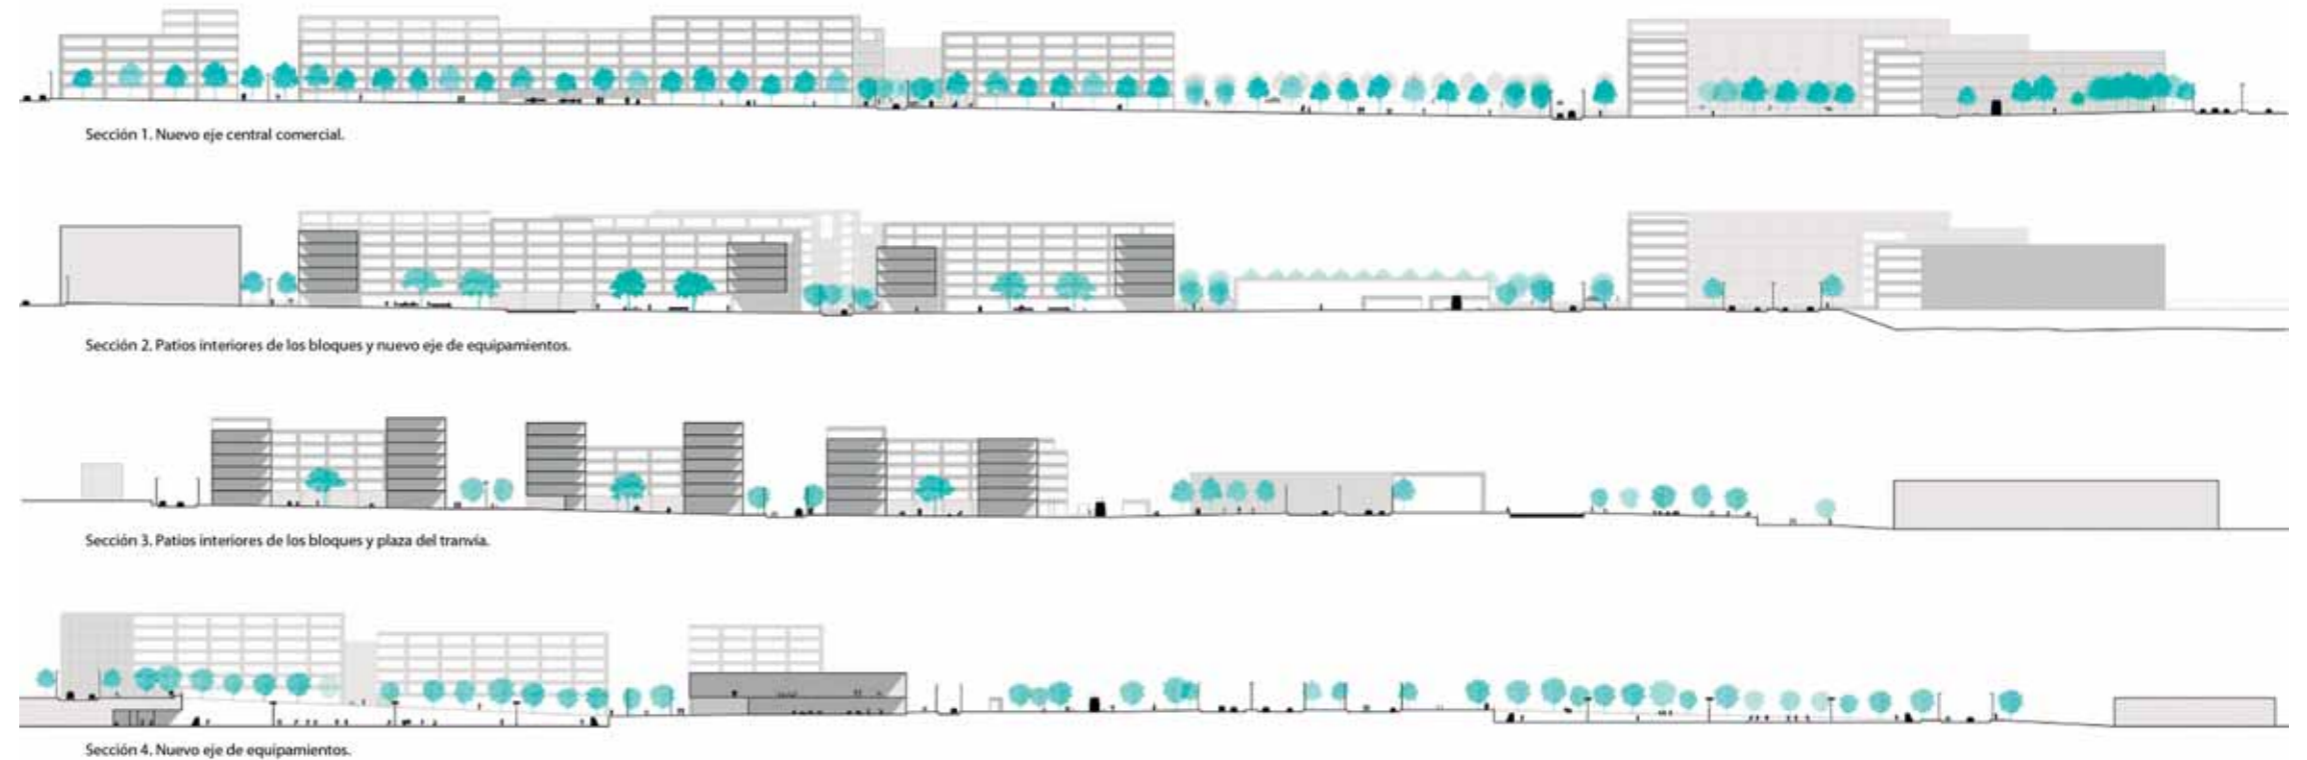 Sección 1. Nuevo eje central comercial.
Sección 2. Patios interiores de los bloques y nuevo eje de equipamientos.
Sección 3. Patios interiores de los bloques y plaza del tranvía.
Sección 4. Nuevo eje de equipamientos.